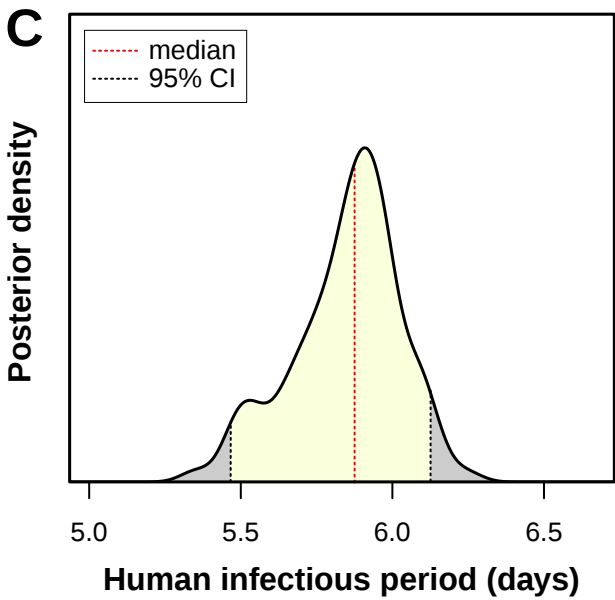 C
median
95% CI
Posterior density
5.0 5.5 6.0 6.5
Human infectious period (days)